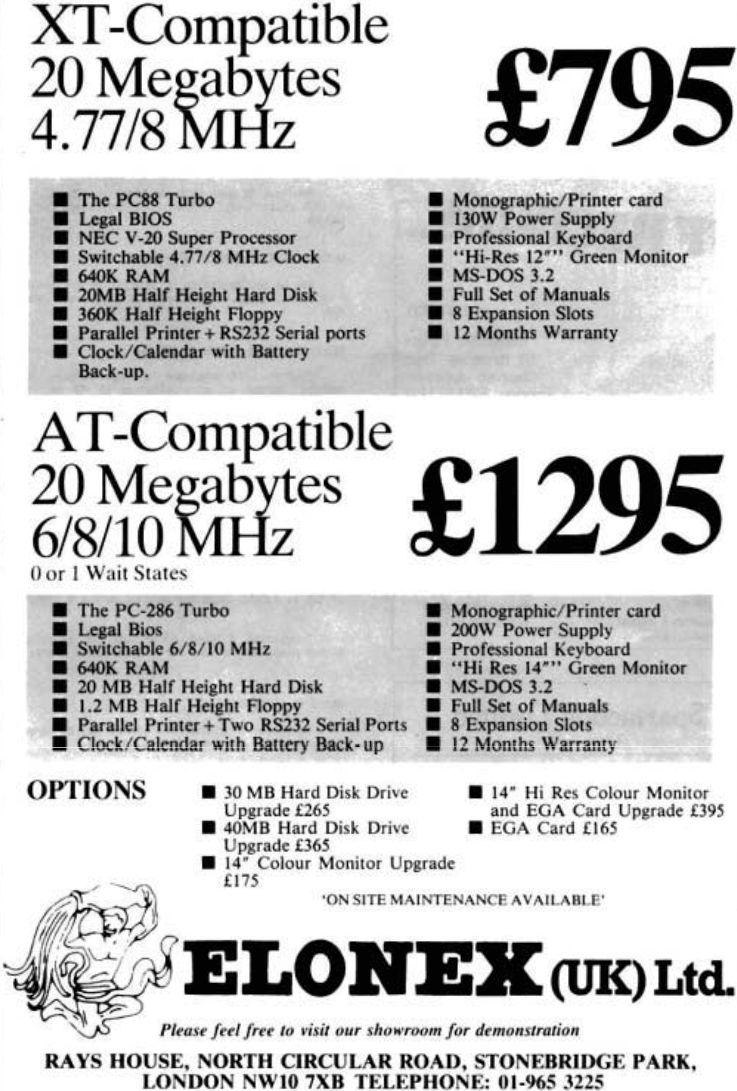 XT-Compatible
20 Megabytes
4.77/8 MHz
£795
■ The PC88 Turbo
■ Legal BIOS
■ NEC V-20 Super Processor
■ Switchable 4.77/8 MHz Clock
■ 640K RAM
■ 20MB Half Height Hard Disk
■ 360K Half Height Floppy
■ Parallel Printer + RS232 Serial ports
■ Clock/Calendar with Battery
Back-up.
■ Monographic/Printer card
■ 130W Power Supply
■ Professional Keyboard
■ "Hi-Res 12"" Green Monitor
■ MS-DOS 3.2
■ Full Set of Manuals
■ 8 Expansion Slots
■ 12 Months Warranty
AT-Compatible
20 Megabytes
6/8/10 MHz
0 or 1 Wait States
£1295
■ The PC-286 Turbo
■ Legal Bios
■ Switchable 6/8/10 MHz
■ 640K RAM
■ 20 MB Half Height Hard Disk
■ 1.2 MB Half Height Floppy
■ Parallel Printer + Two RS232 Serial Ports
■ Clock/Calendar with Battery Back-up
■ Monographic/Printer card
■ 200W Power Supply
■ Professional Keyboard
■ "Hi Res 14"" Green Monitor
■ MS-DOS 3.2
■ Full Set of Manuals
■ 8 Expansion Slots
■ 12 Months Warranty
OPTIONS
■ 30 MB Hard Disk Drive
Upgrade £265
■ 40MB Hard Disk Drive
Upgrade £365
■ 14" Colour Monitor Upgrade
£175
■ 14" Hi Res Colour Monitor
and EGA Card Upgrade £395
■ EGA Card £165
'ON SITE MAINTENANCE AVAILABLE'
ELONEX (UK) Ltd.
Please feel free to visit our showroom for demonstration
RAYS HOUSE, NORTH CIRCULAR ROAD, STONEBRIDGE PARK,
LONDON NW10 7XB TELEPHONE: 01-965 3225